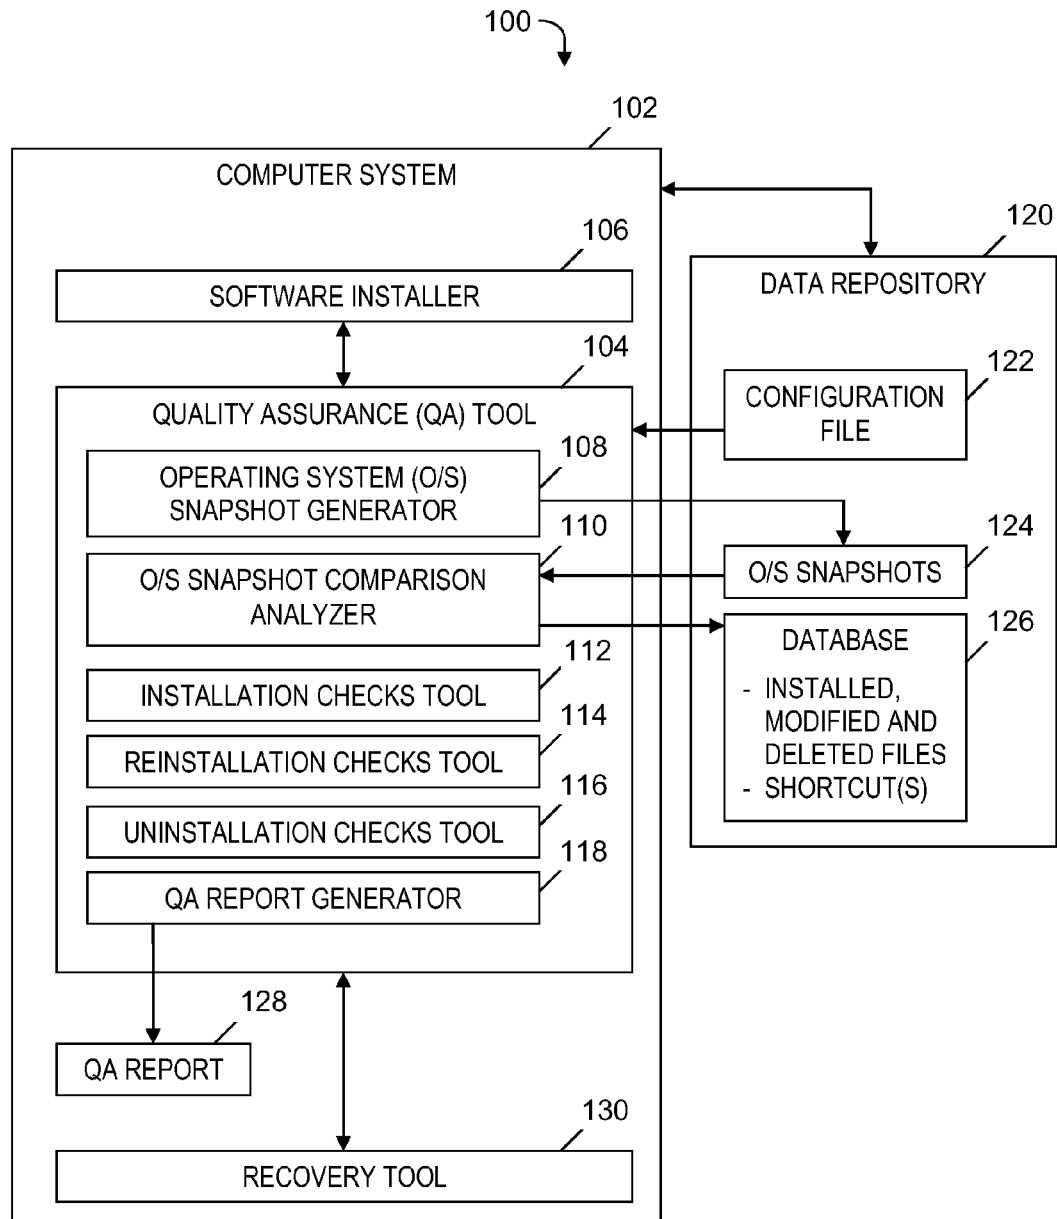 100
102
COMPUTER SYSTEM
106
SOFTWARE INSTALLER
104
QUALITY ASSURANCE (QA) TOOL
108
OPERATING SYSTEM (O/S)
SNAPSHOT GENERATOR
110
O/S SNAPSHOT COMPARISON
ANALYZER
112
INSTALLATION CHECKS TOOL
114
REINSTALLATION CHECKS TOOL
116
UNINSTALLATION CHECKS TOOL
118
QA REPORT GENERATOR
128
QA REPORT
130
RECOVERY TOOL
120
DATA REPOSITORY
122
CONFIGURATION
FILE
124
O/S SNAPSHOTS
126
DATABASE
- INSTALLED,
MODIFIED AND
DELETED FILES
- SHORTCUT(S)